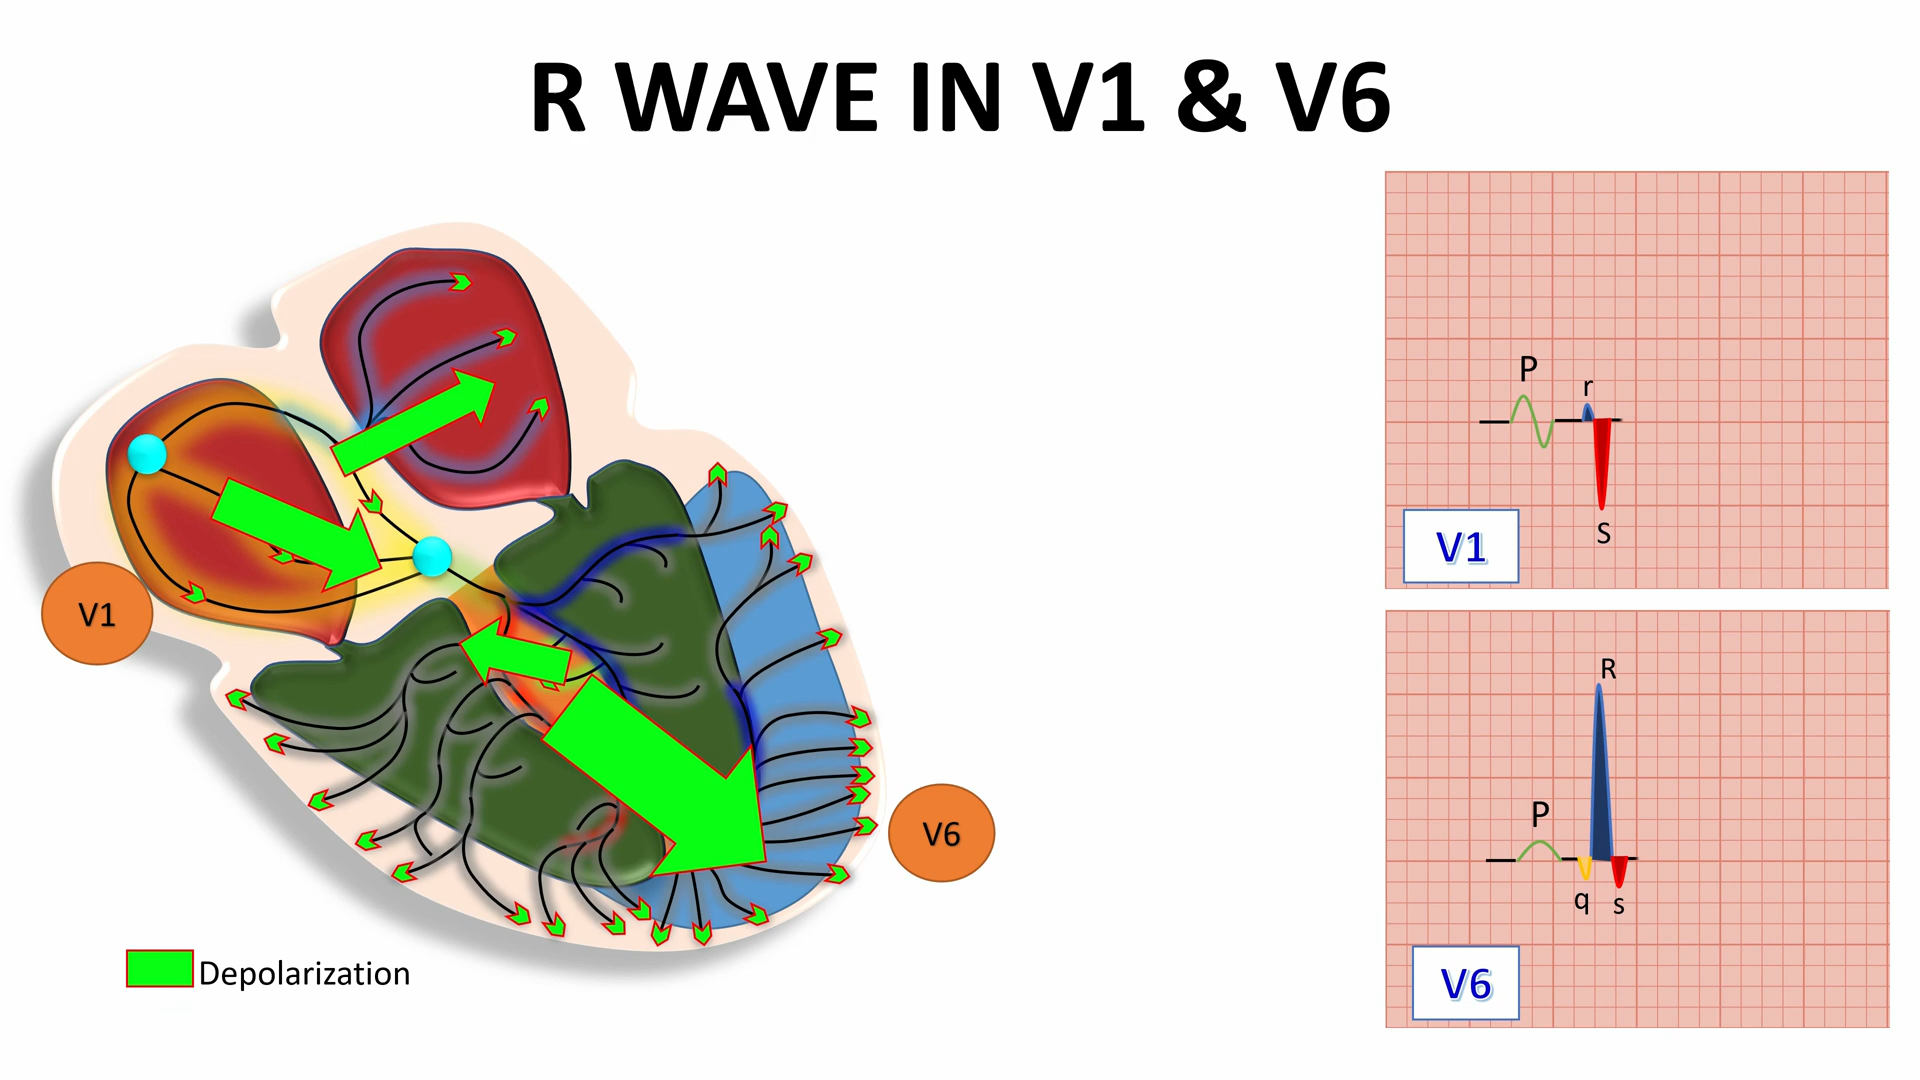 R WAVE IN V1 & V6
V1
V6
Depolarization
P
r
S
V1
R
P
q
s
V6